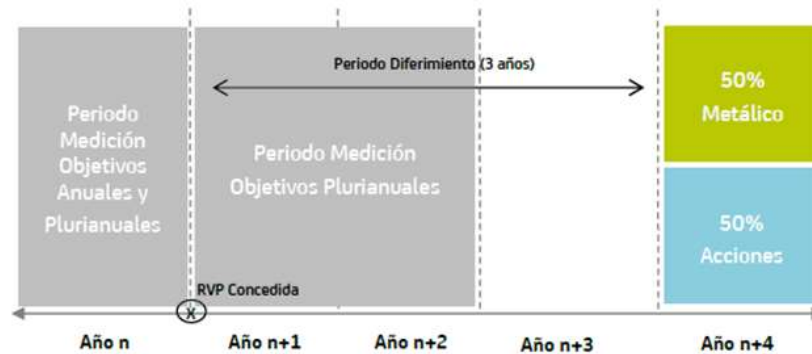 Periodo Diferimiento (3 años)
Periodo
Medición
Objetivos
Anuales y
Plurianuales
Periodo Medición
Objetivos Plurianuales
50%
Metálico
50%
Acciones
RVP Concedida
X
Año n
Año n+1
Año n+2
Año n+3
Año n+4